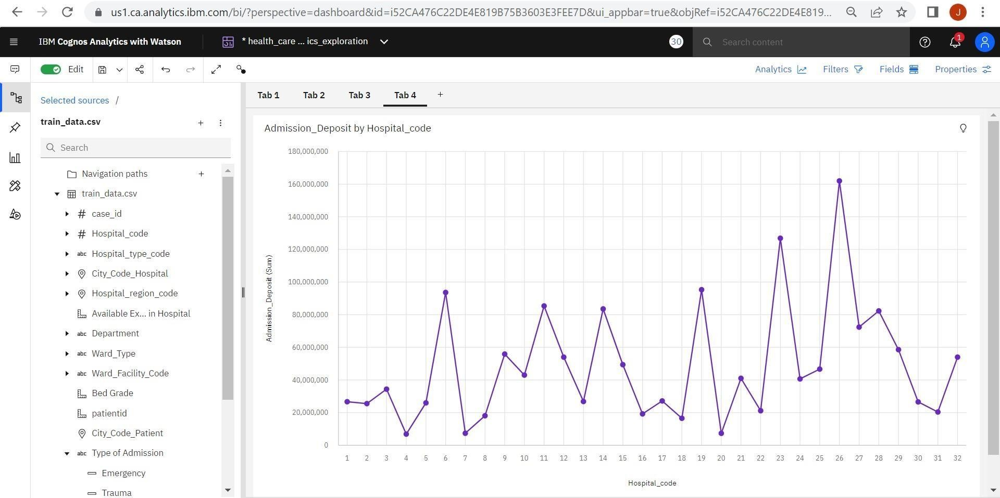 us1.ca.analytics.ibm.com/bi/?perspective=dashboard&id=i52CA476C22DE4E819B75B3603E3FEE7D&ui_appbar=true&objRef=i52CA476C22DE4E819...
J
IBM Cognos Analytics with Watson
* health_care ... ics_exploration
30
Search content
1
Edit
Analytics
Filters
Fields
Properties
Selected sources /
train_data.csv
Search
Navigation paths
train_data.csv
# case_id
# Hospital_code
abc Hospital_type_code
City_Code_Hospital
Hospital_region_code
Available Ex... in Hospital
abc Department
abc Ward_Type
abc Ward_Facility_Code
Bed Grade
patientid
City_Code_Patient
abc Type of Admission
Emergency
Trauma
Tab 1 Tab 2 Tab 3 Tab 4 +
Admission_Deposit by Hospital_code
Admission_Deposit (Sum)
180,000,000
160,000,000
140,000,000
120,000,000
100,000,000
80,000,000
60,000,000
40,000,000
20,000,000
0
1 2 3 4 5 6 7 8 9 10 11 12 13 14 15 16 17 18 19 20 21 22 23 24 25 26 27 28 29 30 31 32
Hospital_code